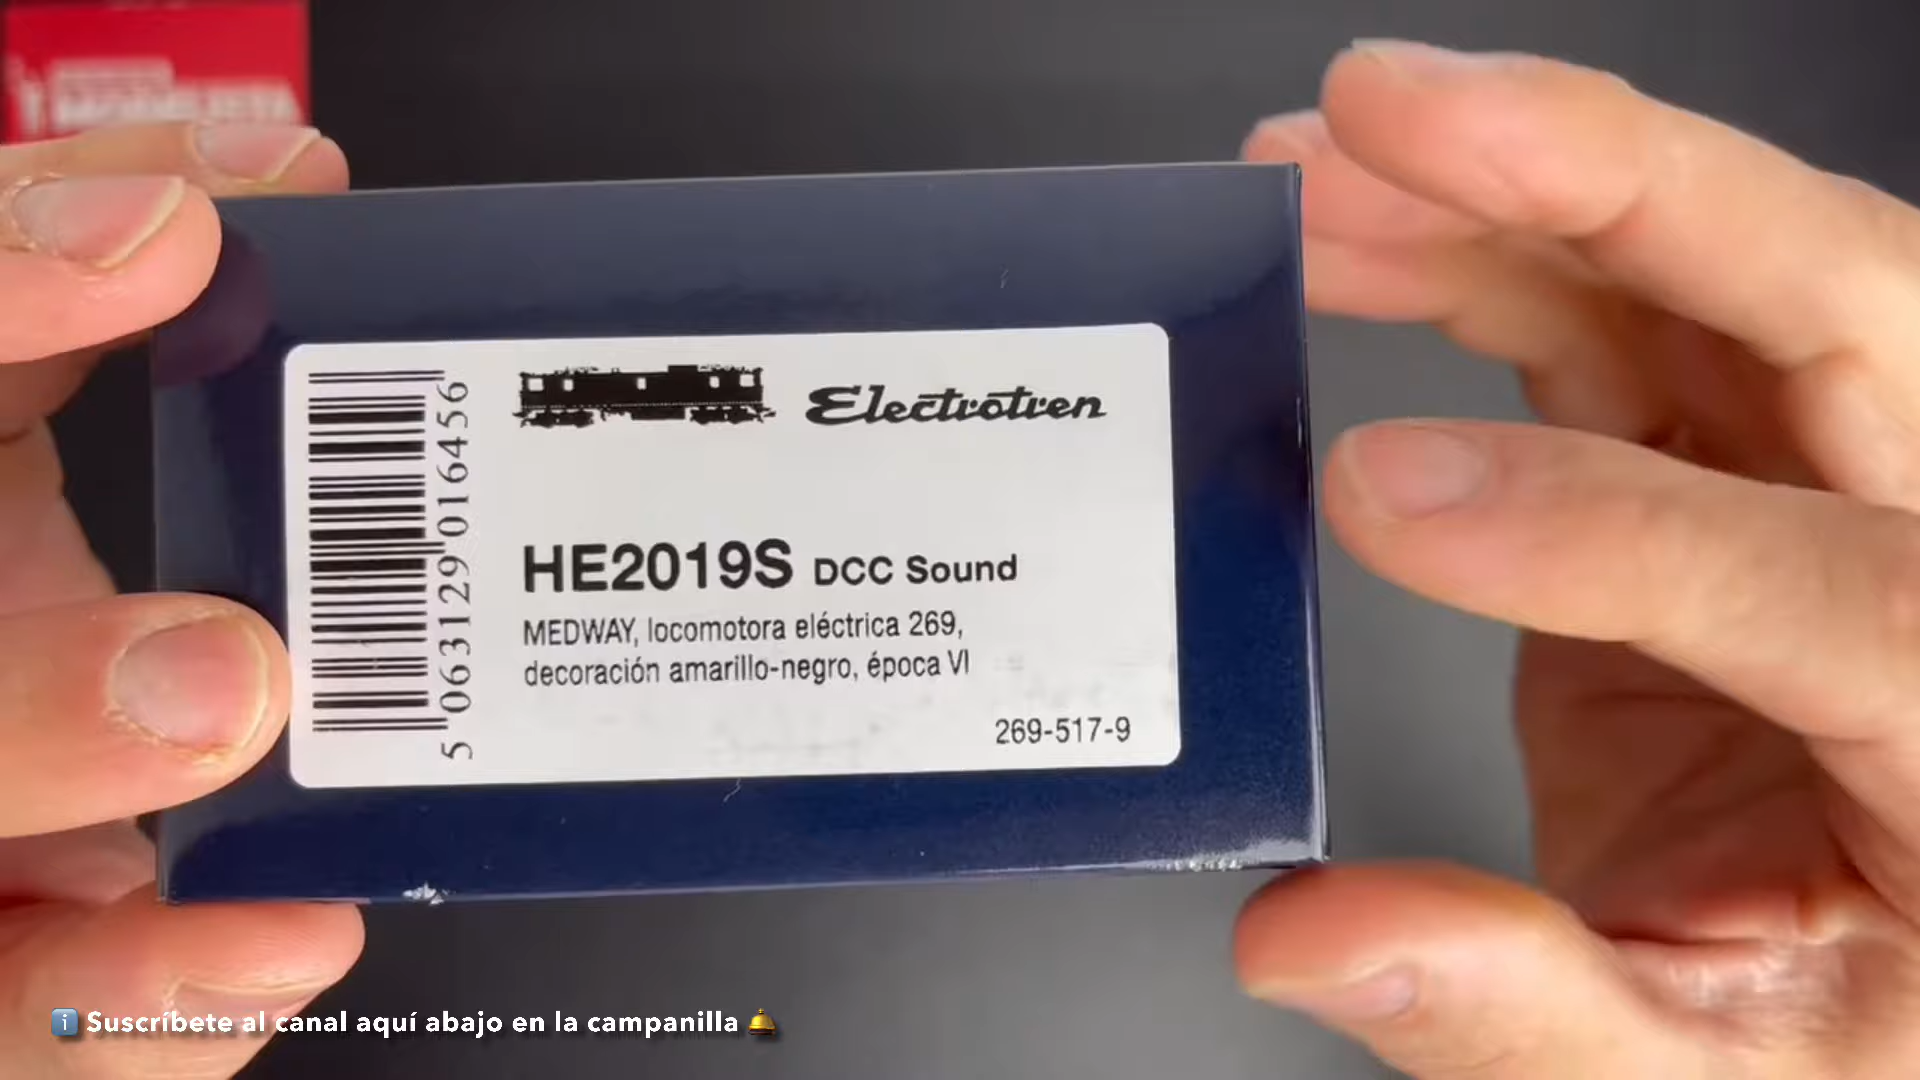 Electrotren
HE2019S DCC Sound
MEDWAY, locomotora eléctrica 269,
decoración amarillo-negro, época VI
269-517-9
5 063129 016456
ℹ️ Suscríbete al canal aquí abajo en la campanilla 🔔